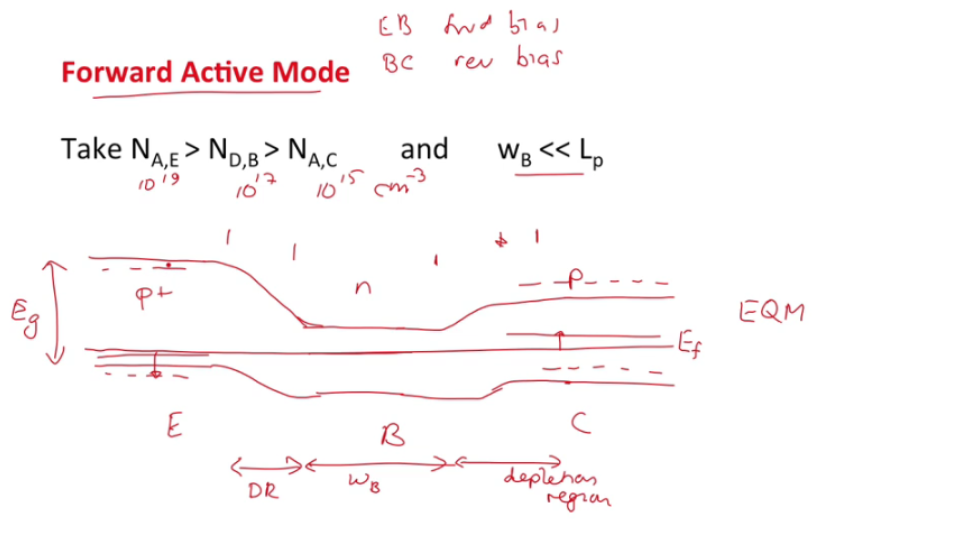 EB fwd bias
BC rev bias
Forward Active Mode
Take N_A,E > N_D,B > N_A,C and w_B << L_p
10^19 10^17 10^15 cm^-3
p+ n p
Eg
EQM
Ef
E B C
DR w_B depletion
region